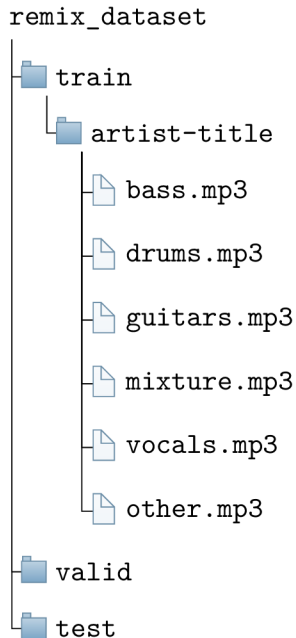 remix_dataset
train
artist-title
bass.mp3
drums.mp3
guitars.mp3
mixture.mp3
vocals.mp3
other.mp3
valid
test